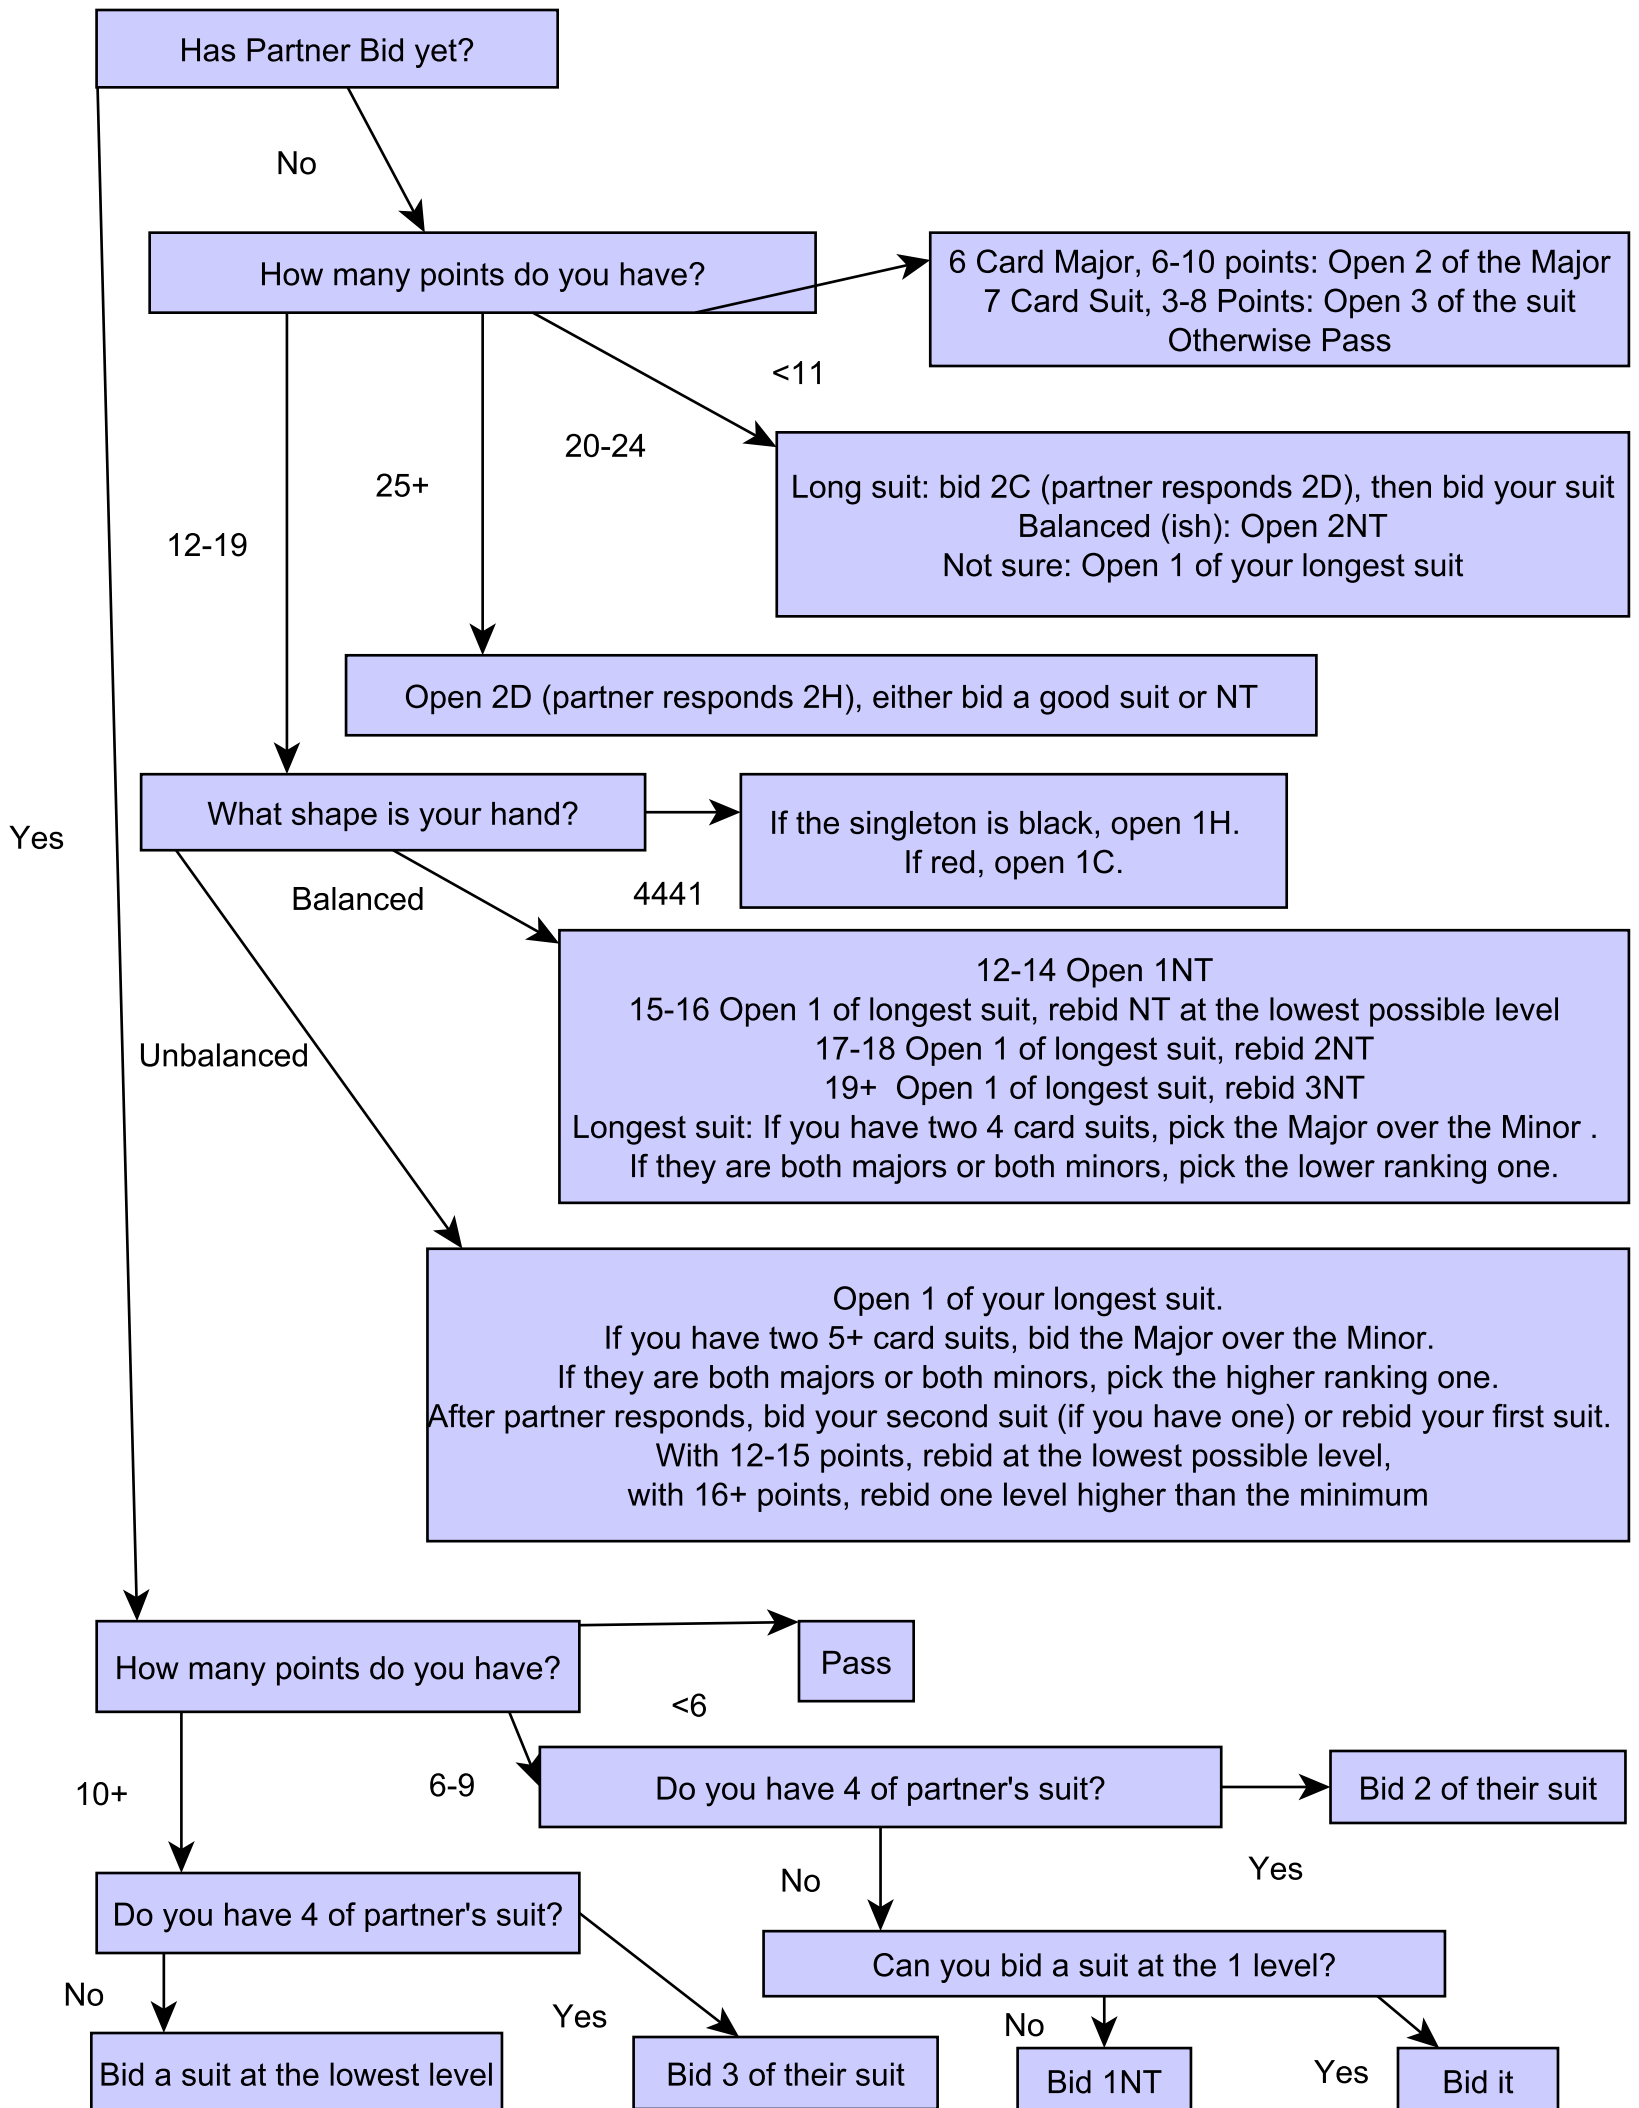 Has Partner Bid yet?
No
How many points do you have?
6 Card Major, 6-10 points: Open 2 of the Major
7 Card Suit, 3-8 Points: Open 3 of the suit
Otherwise Pass
<11
20-24
25+
12-19
Long suit: bid 2C (partner responds 2D), then bid your suit
Balanced (ish): Open 2NT
Not sure: Open 1 of your longest suit
Open 2D (partner responds 2H), either bid a good suit or NT
Yes
What shape is your hand?
If the singleton is black, open 1H.
If red, open 1C.
Balanced
4441
Unbalanced
12-14 Open 1NT
15-16 Open 1 of longest suit, rebid NT at the lowest possible level
17-18 Open 1 of longest suit, rebid 2NT
19+  Open 1 of longest suit, rebid 3NT
Longest suit: If you have two 4 card suits, pick the Major over the Minor .
If they are both majors or both minors, pick the lower ranking one.
Open 1 of your longest suit.
If you have two 5+ card suits, bid the Major over the Minor.
If they are both majors or both minors, pick the higher ranking one.
After partner responds, bid your second suit (if you have one) or rebid your first suit.
With 12-15 points, rebid at the lowest possible level,
with 16+ points, rebid one level higher than the minimum
How many points do you have?
Pass
<6
10+
6-9
Do you have 4 of partner's suit?
Bid 2 of their suit
No
Yes
Do you have 4 of partner's suit?
Can you bid a suit at the 1 level?
No
Yes
No
Yes
Bid a suit at the lowest level
Bid 3 of their suit
Bid 1NT
Bid it